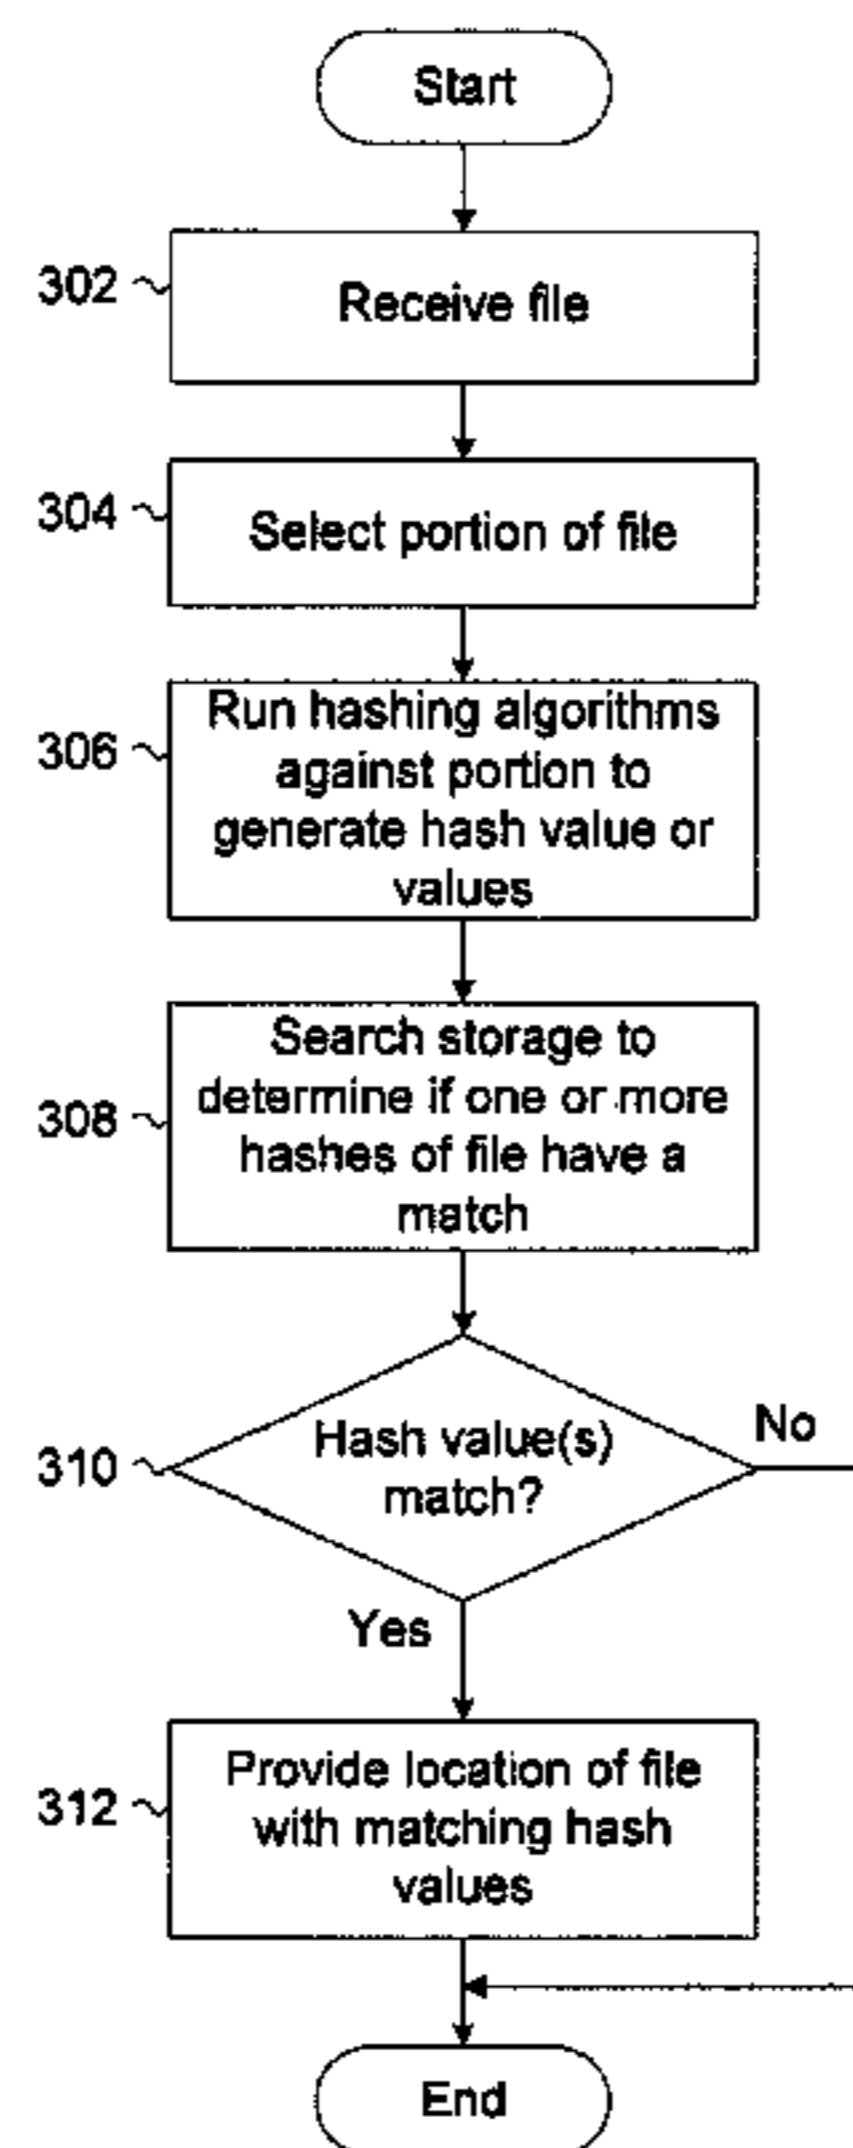 Start
302
Receive file
304
Select portion of file
306
Run hashing algorithms
against portion to
generate hash value or
values
308
Search storage to
determine if one or more
hashes of file have a
match
310
Hash value(s)
match?
No
Yes
312
Provide location of file
with matching hash
values
End